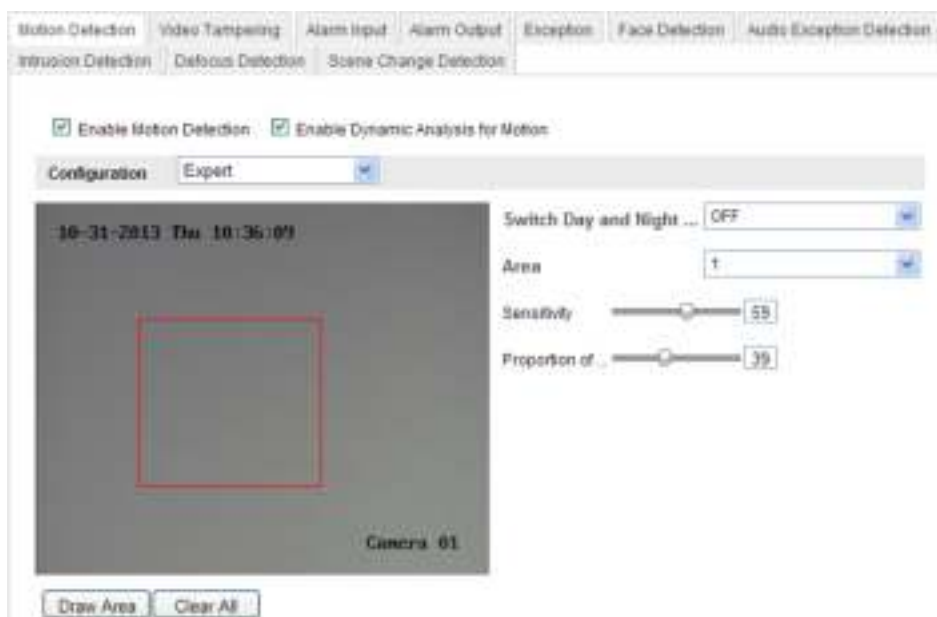 Motion Detection Video Tampering Alarm Input Alarm Output Exception Face Detection Audio Exception Detection
Intrusion Detection Defocus Detection Scene Change Detection
Enable Motion Detection Enable Dynamic Analysis for Motion
Configuration Expert
10-31-2013 Thu 10:36:09
Switch Day and Night ... OFF
Area 1
Sensitivity 59
Proportion of ... 39
Camera 01
Draw Area Clear All